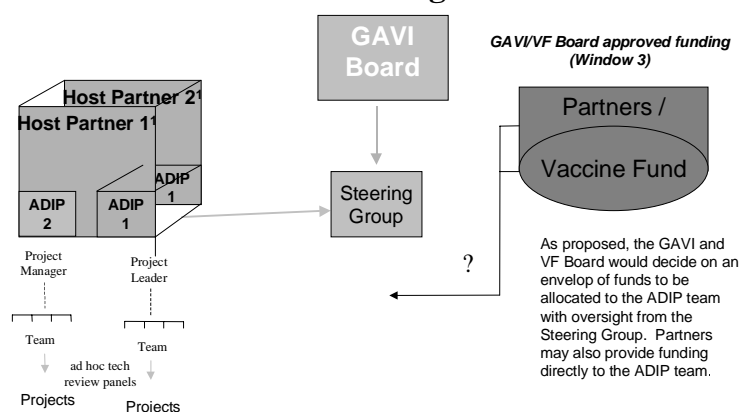 GAVI
Board
GAVI/VF Board approved funding
(Window 3)
Host Partner 2¹
Host Partner 1¹
ADIP
1
ADIP
2
ADIP
1
Partners /
Vaccine Fund
Steering
Group
Project
Manager
Project
Leader
?
As proposed, the GAVI and
VF Board would decide on an
envelop of funds to be
allocated to the ADIP team
with oversight from the
Steering Group. Partners
may also provide funding
directly to the ADIP team.
Team
Team
ad hoc tech
review panels
Projects
Projects